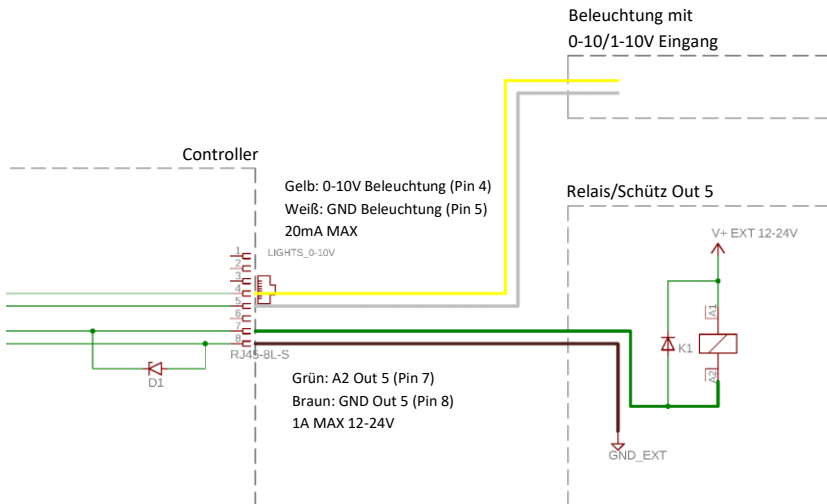 Beleuchtung mit
0-10/1-10V Eingang
Controller
Gelb: 0-10V Beleuchtung (Pin 4)
Weiß: GND Beleuchtung (Pin 5)
20mA MAX
Relais/Schütz Out 5
V+ EXT 12-24V
LIGHTS_0-10V
1
2
3
4
5
6
7
8
RJ45-8L-S
D1
A1
K1
A2
Grün: A2 Out 5 (Pin 7)
Braun: GND Out 5 (Pin 8)
1A MAX 12-24V
GND_EXT